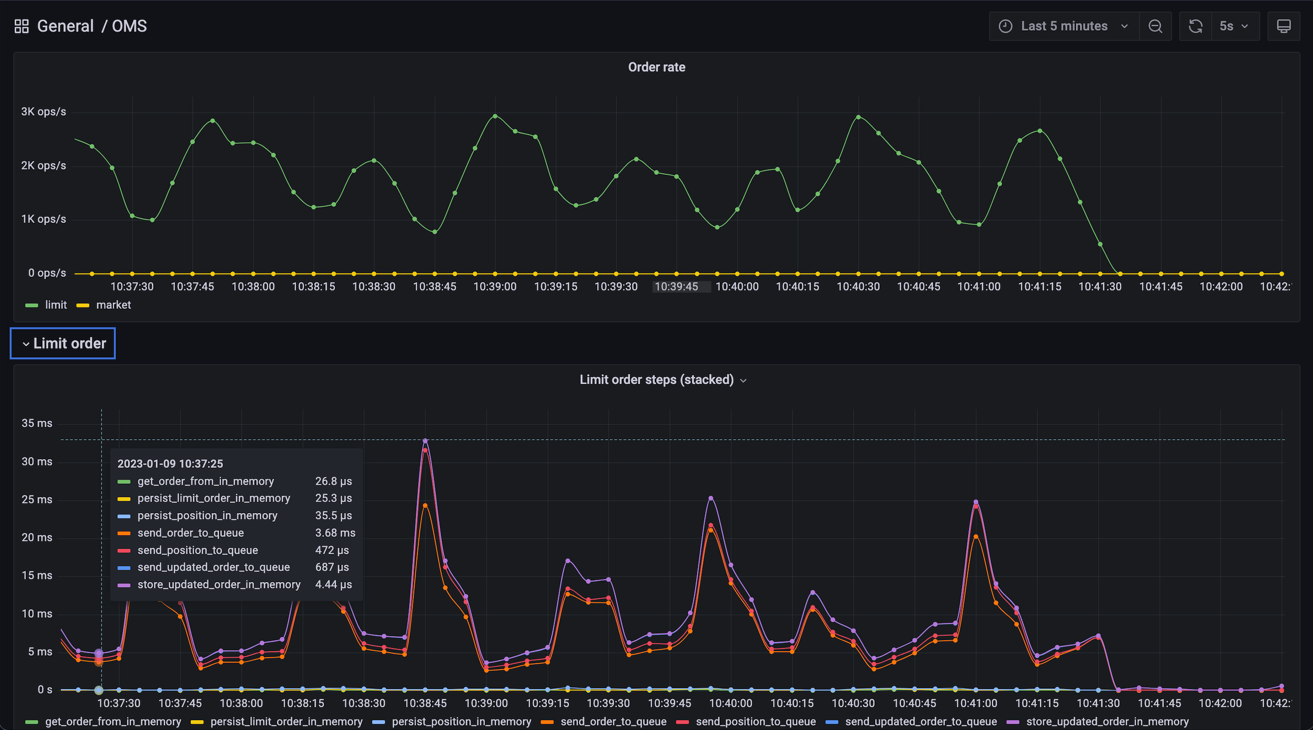 General / OMS
Last 5 minutes
5s
Order rate
3K ops/s
2K ops/s
1K ops/s
0 ops/s
10:37:30 10:37:45 10:38:00 10:38:15 10:38:30 10:38:45 10:39:00 10:39:15 10:39:30 10:39:45 10:40:00 10:40:15 10:40:30 10:40:45 10:41:00 10:41:15 10:41:30 10:41:45 10:42:00 10:42:
limit market
Limit order
Limit order steps (stacked)
35 ms
30 ms
25 ms
20 ms
15 ms
10 ms
5 ms
0 s
2023-01-09 10:37:25
get_order_from_in_memory 26.8 µs
persist_limit_order_in_memory 25.3 µs
persist_position_in_memory 35.5 µs
send_order_to_queue 3.68 ms
send_position_to_queue 472 µs
send_updated_order_to_queue 687 µs
store_updated_order_in_memory 4.44 µs
10:37:30 10:37:45 10:38:00 10:38:15 10:38:30 10:38:45 10:39:00 10:39:15 10:39:30 10:39:45 10:40:00 10:40:15 10:40:30 10:40:45 10:41:00 10:41:15 10:41:30 10:41:45 10:42:00 10:42:
get_order_from_in_memory persist_limit_order_in_memory persist_position_in_memory send_order_to_queue send_position_to_queue send_updated_order_to_queue store_updated_order_in_memory